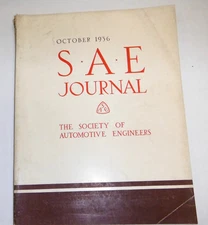 OCTOBER 1956
S·A·E
JOURNAL
THE SOCIETY OF
AUTOMOTIVE ENGINEERS